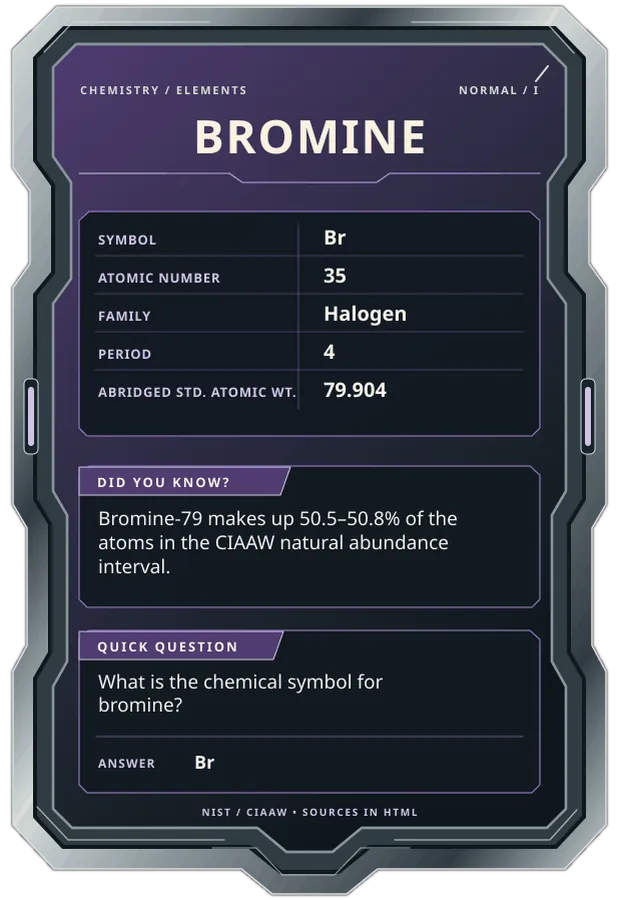 CHEMISTRY / ELEMENTS
NORMAL / I
BROMINE
SYMBOL Br
ATOMIC NUMBER 35
FAMILY Halogen
PERIOD 4
ABRIDGED STD. ATOMIC WT. 79.904
DID YOU KNOW?
Bromine-79 makes up 50.5–50.8% of the
atoms in the CIAAW natural abundance
interval.
QUICK QUESTION
What is the chemical symbol for
bromine?
ANSWER Br
NIST / CIAAW • SOURCES IN HTML